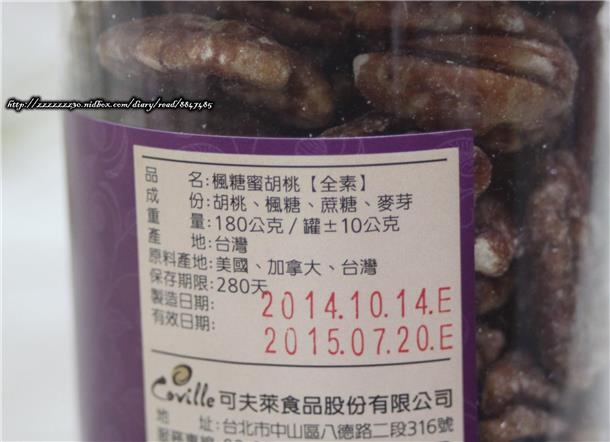 http://zzzzzzz30.nidbox.com/diary/read/8847485
品 名:楓糖蜜胡桃【全素】
成 份:胡桃、楓糖、蔗糖、麥芽
重 量:180公克/罐±10公克
產 地:台灣
原料產地:美國、加拿大、台灣
保存期限:280天
製造日期: 2014.10.14.E
有效日期: 2015.07.20.E
Coville 可夫萊食品股份有限公司
地 址:台北市中山區八德路二段316號